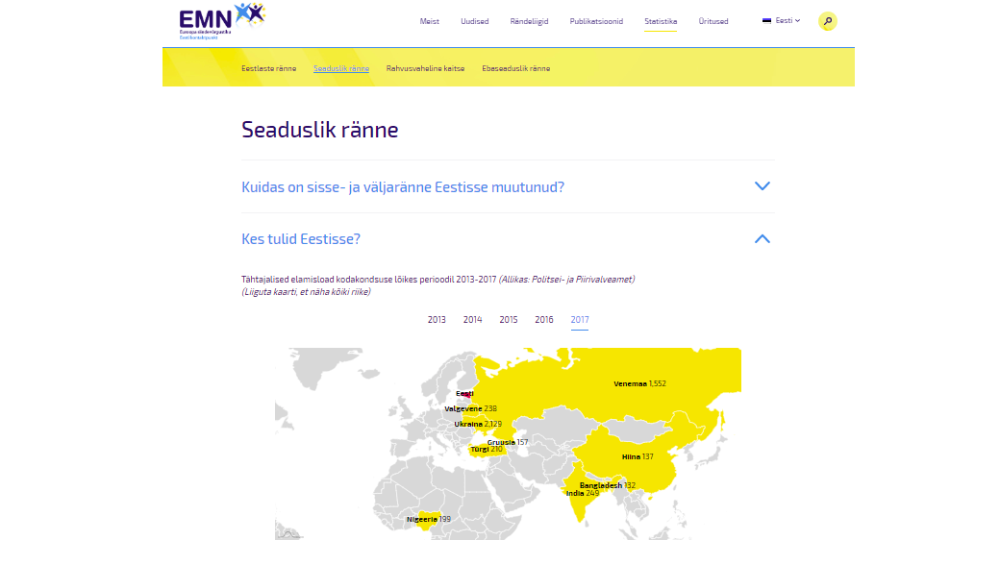 EMN
Euroopa rändevõrgustiku
Eesti kontaktpunkt
Meist Uudised Rändeliigid Publikatsioonid Statistika Üritused Eesti
Eestlaste ränne Seaduslik ränne Rahvusvaheline kaitse Ebaseaduslik ränne
Seaduslik ränne
Kuidas on sisse- ja väljaränne Eestisse muutunud?
Kes tulid Eestisse?
Tähtajalised elamisload kodakondsuse lõikes perioodil 2013-2017 (Allikas: Politsei- ja Piirivalveamet)
(Liiguta kaarti, et näha kõiki riike)
2013 2014 2015 2016 2017
Venemaa 1,552
Eesti
Valgevene 238
Ukraina 2,129
Gruusia 157
Türgi 210
Hiina 137
Bangladesh 132
India 249
Nigeeria 199